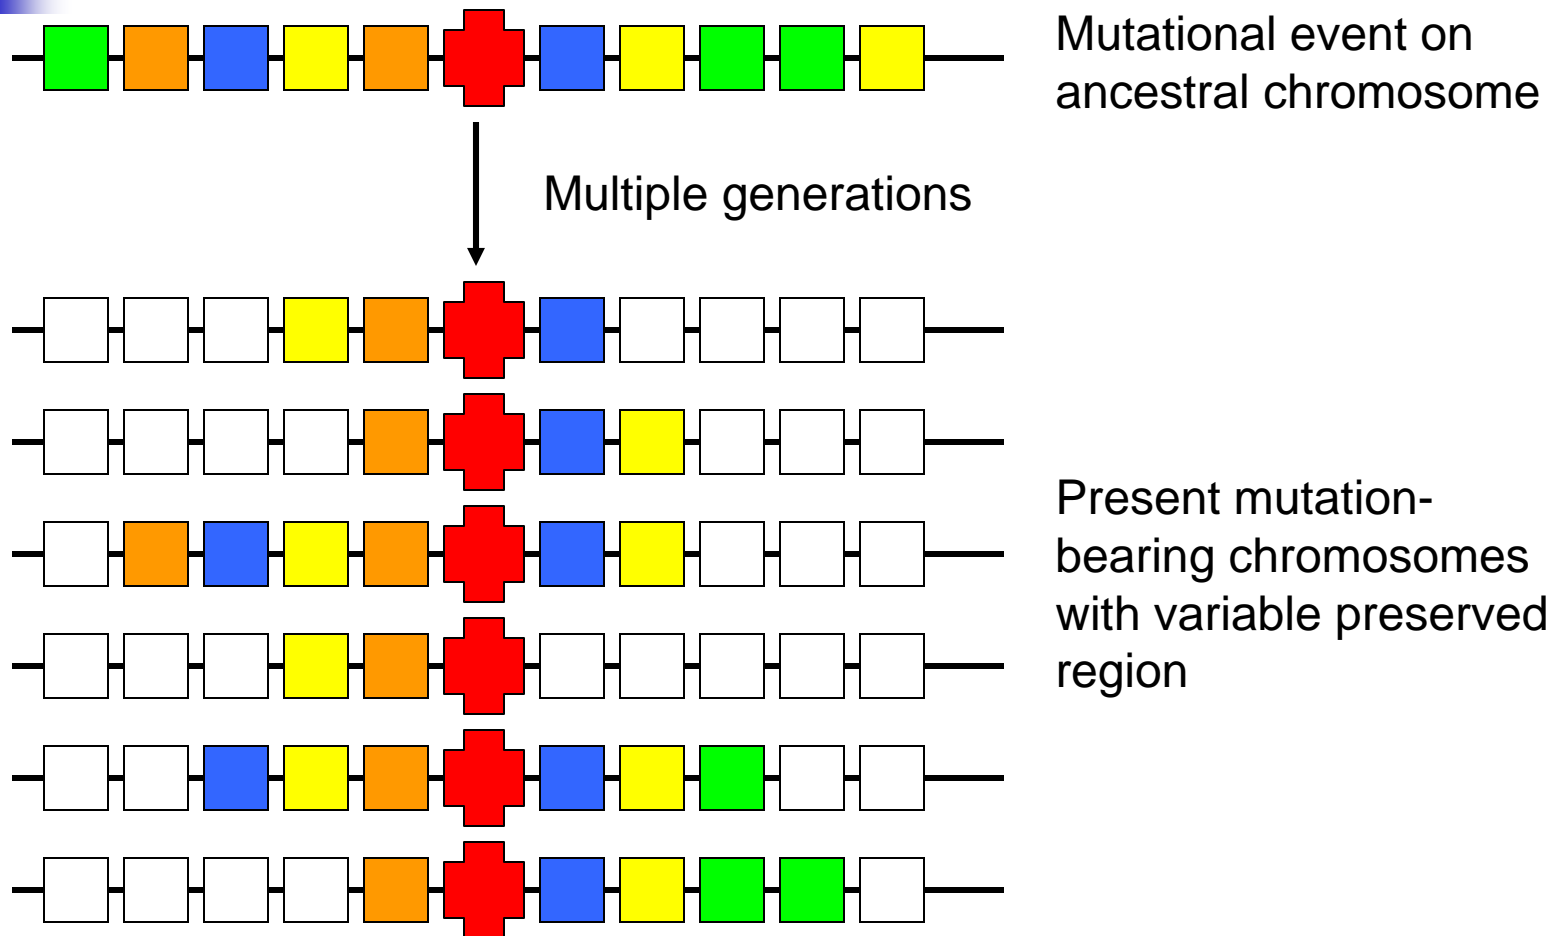 Mutational event on
ancestral chromosome
Multiple generations
Present mutation-
bearing chromosomes
with variable preserved
region